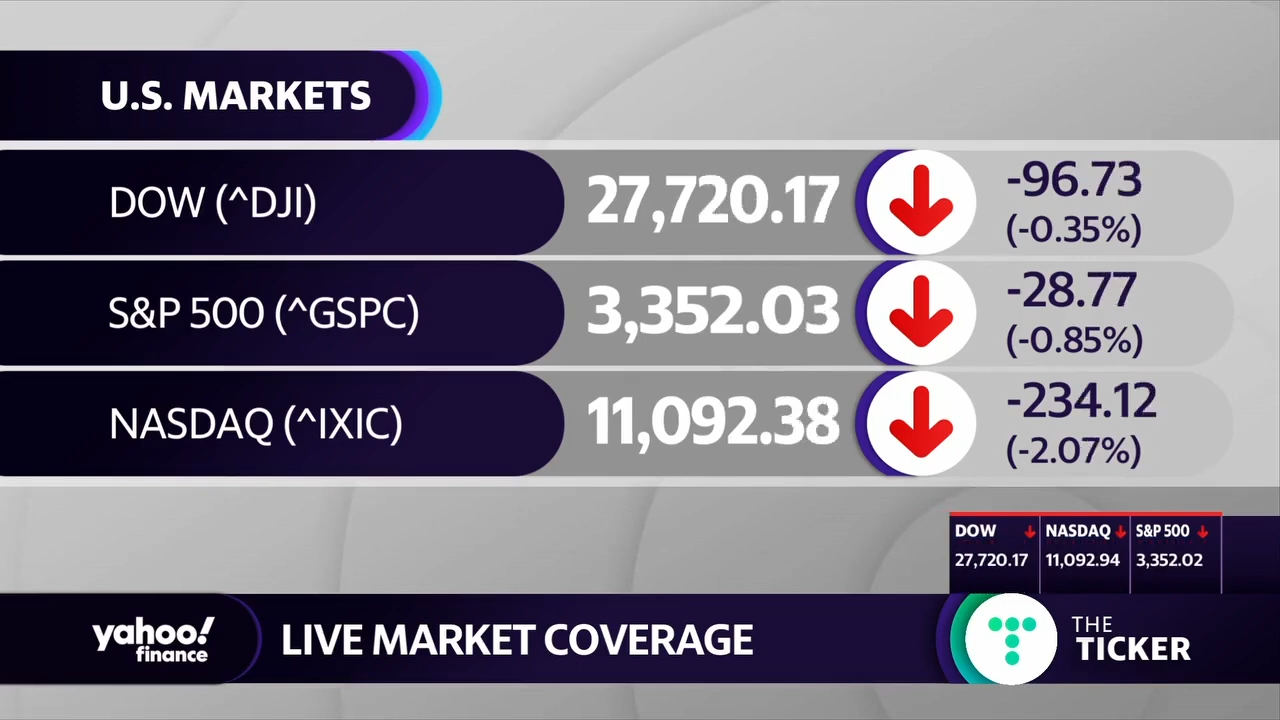 U.S. MARKETS
DOW (^DJI) 27,720.17 -96.73
(-0.35%)
S&P 500 (^GSPC) 3,352.03 -28.77
(-0.85%)
NASDAQ (^IXIC) 11,092.38 -234.12
(-2.07%)
DOW NASDAQ S&P 500
27,720.17 11,092.94 3,352.02
yahoo!
finance
LIVE MARKET COVERAGE
THE
TICKER